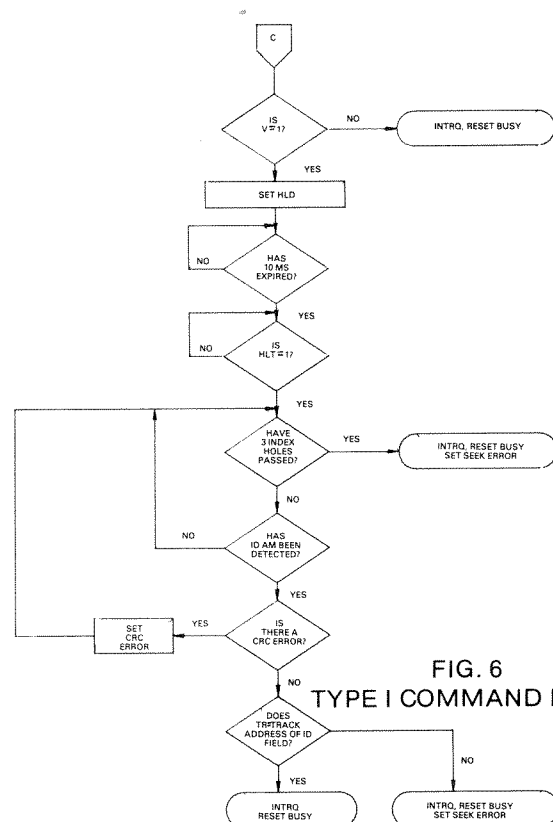 C
IS
V = 1?
NO
INTRQ, RESET BUSY
YES
SET HLD
HAS
10 MS
EXPIRED?
NO
YES
IS
HLT = 1?
NO
YES
HAVE
3 INDEX
HOLES
PASSED?
YES
INTRQ, RESET BUSY
SET SEEK ERROR
NO
HAS
ID AM BEEN
DETECTED?
NO
YES
IS
THERE A
CRC ERROR?
YES
SET
CRC
ERROR
NO
FIG. 6
TYPE I COMMAND
DOES
TR=TRACK
ADDRESS OF ID
FIELD?
NO
YES
INTRQ
RESET BUSY
INTRQ, RESET BUSY
SET SEEK ERROR